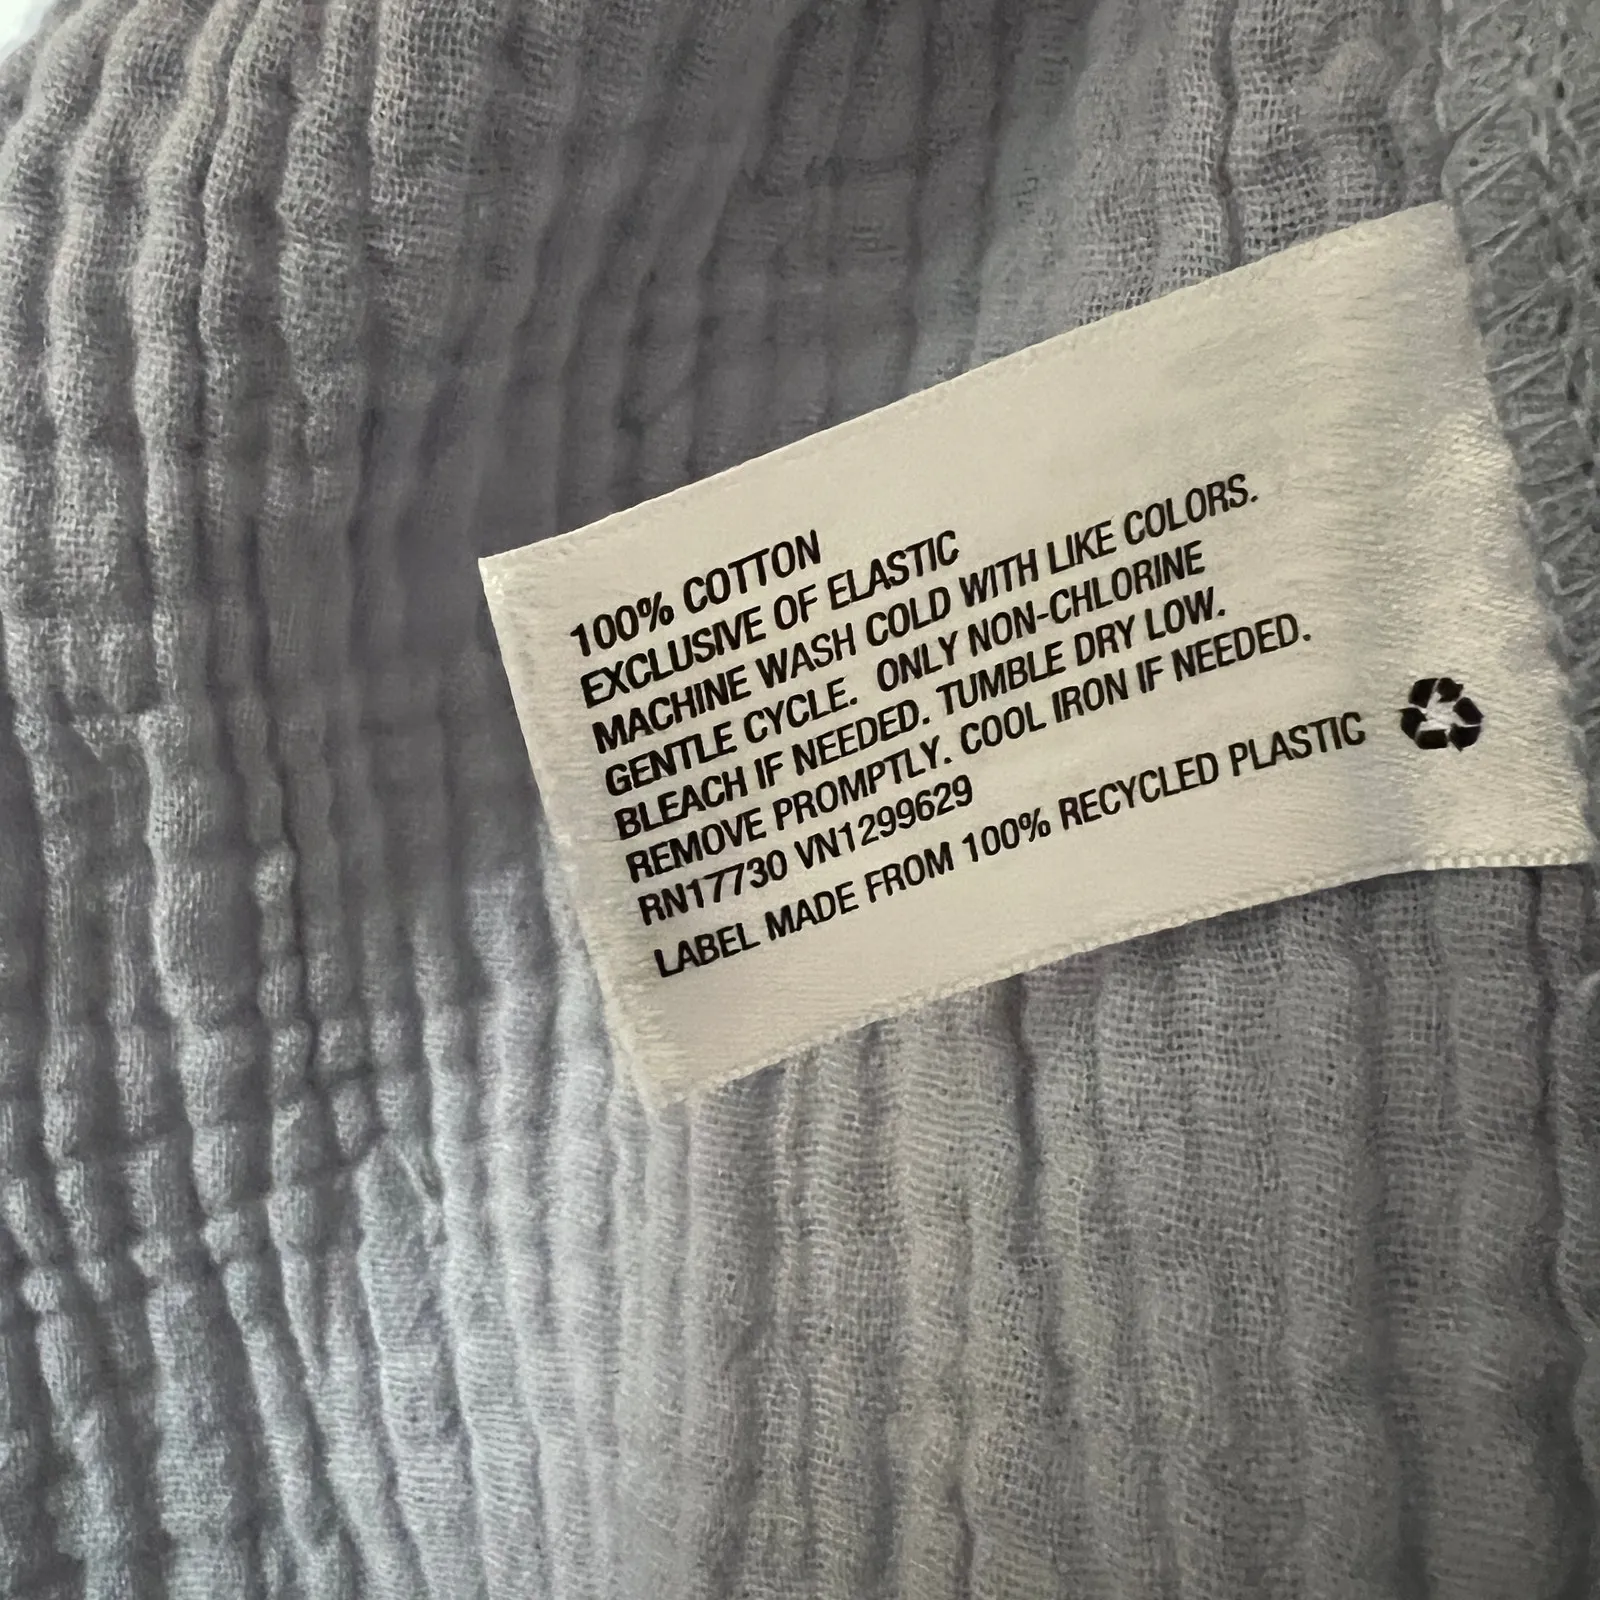 100% COTTON
EXCLUSIVE OF ELASTIC
MACHINE WASH COLD WITH LIKE COLORS.
GENTLE CYCLE. ONLY NON-CHLORINE
BLEACH IF NEEDED. TUMBLE DRY LOW.
REMOVE PROMPTLY. COOL IRON IF NEEDED.
RN17730 VN1299629
LABEL MADE FROM 100% RECYCLED PLASTIC